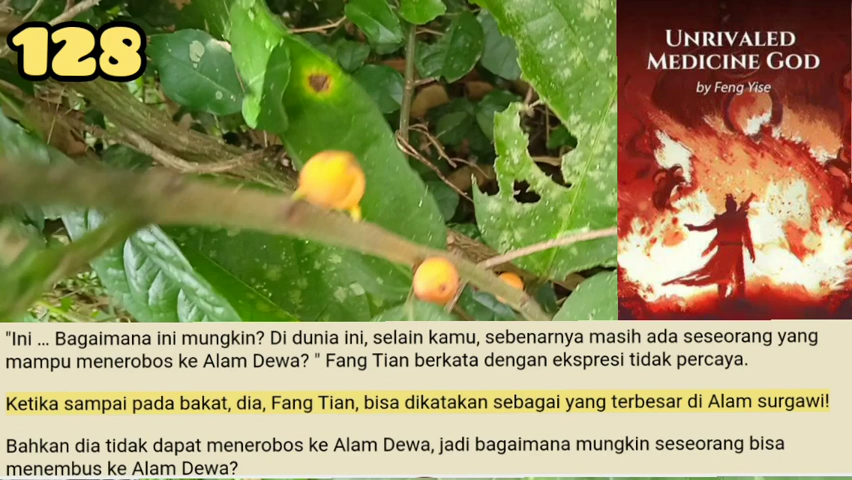 128
UNRIVALED
MEDICINE GOD
by Feng Yise
"Ini ... Bagaimana ini mungkin? Di dunia ini, selain kamu, sebenarnya masih ada seseorang yang
mampu menerobos ke Alam Dewa? " Fang Tian berkata dengan ekspresi tidak percaya.
Ketika sampai pada bakat, dia, Fang Tian, bisa dikatakan sebagai yang terbesar di Alam surgawi!
Bahkan dia tidak dapat menerobos ke Alam Dewa, jadi bagaimana mungkin seseorang bisa
menembus ke Alam Dewa?